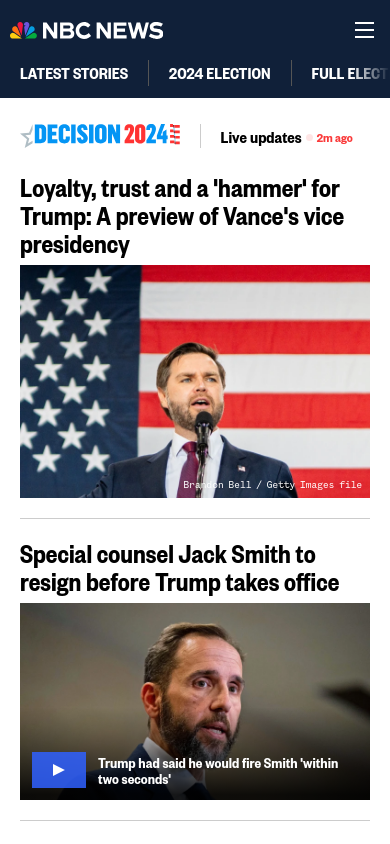 NBC NEWS
LATEST STORIES
2024 ELECTION
FULL ELECT
DECISION 2024
Live updates
2m ago
Loyalty, trust and a 'hammer' for
Trump: A preview of Vance's vice
presidency
Brandon Bell / Getty Images file
Special counsel Jack Smith to
resign before Trump takes office
Trump had said he would fire Smith 'within
two seconds'